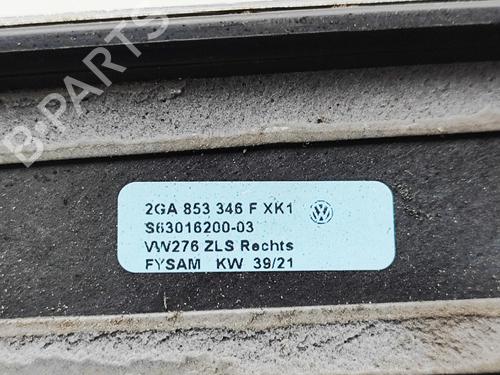 B-PARTS
2GA 853 346 F XK1
S63016200-03
VW276 ZLS Rechts
FYSAM KW 39/21